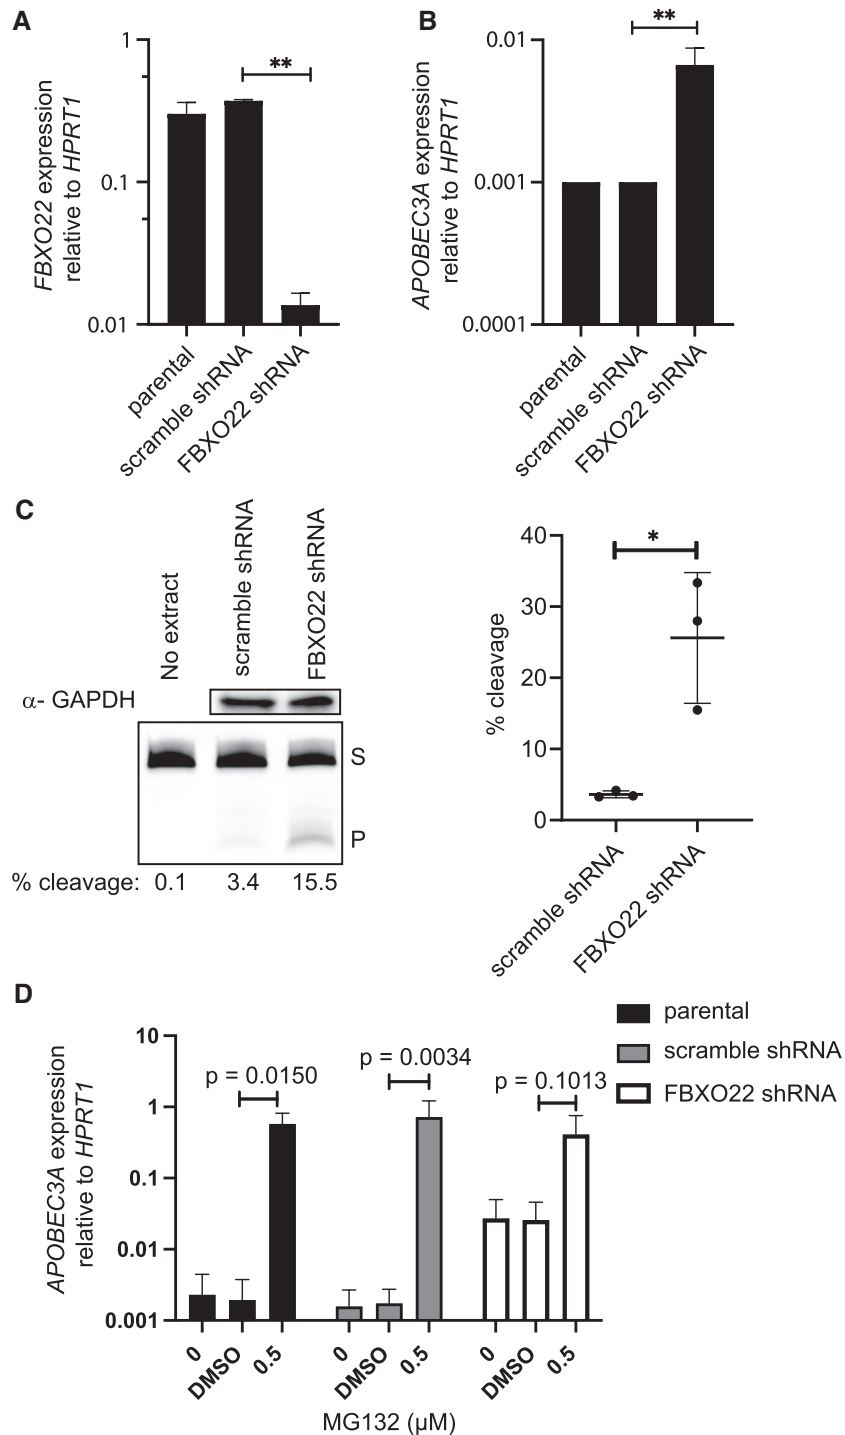 A
FBXO22 expression
relative to HPRT1
1
0.1
0.01
**
parental
scramble shRNA
FBXO22 shRNA
B
APOBEC3A expression
relative to HPRT1
0.01
0.001
0.0001
**
parental
scramble shRNA
FBXO22 shRNA
C
No extract
scramble shRNA
FBXO22 shRNA
α- GAPDH
S
P
% cleavage: 0.1 3.4 15.5
% cleavage
40
30
20
10
0
*
scramble shRNA
FBXO22 shRNA
D
APOBEC3A expression
relative to HPRT1
10
1
0.1
0.01
0.001
p = 0.0150
p = 0.0034
p = 0.1013
parental
scramble shRNA
FBXO22 shRNA
0
DMSO
0.5
0
DMSO
0.5
0
DMSO
0.5
MG132 (µM)